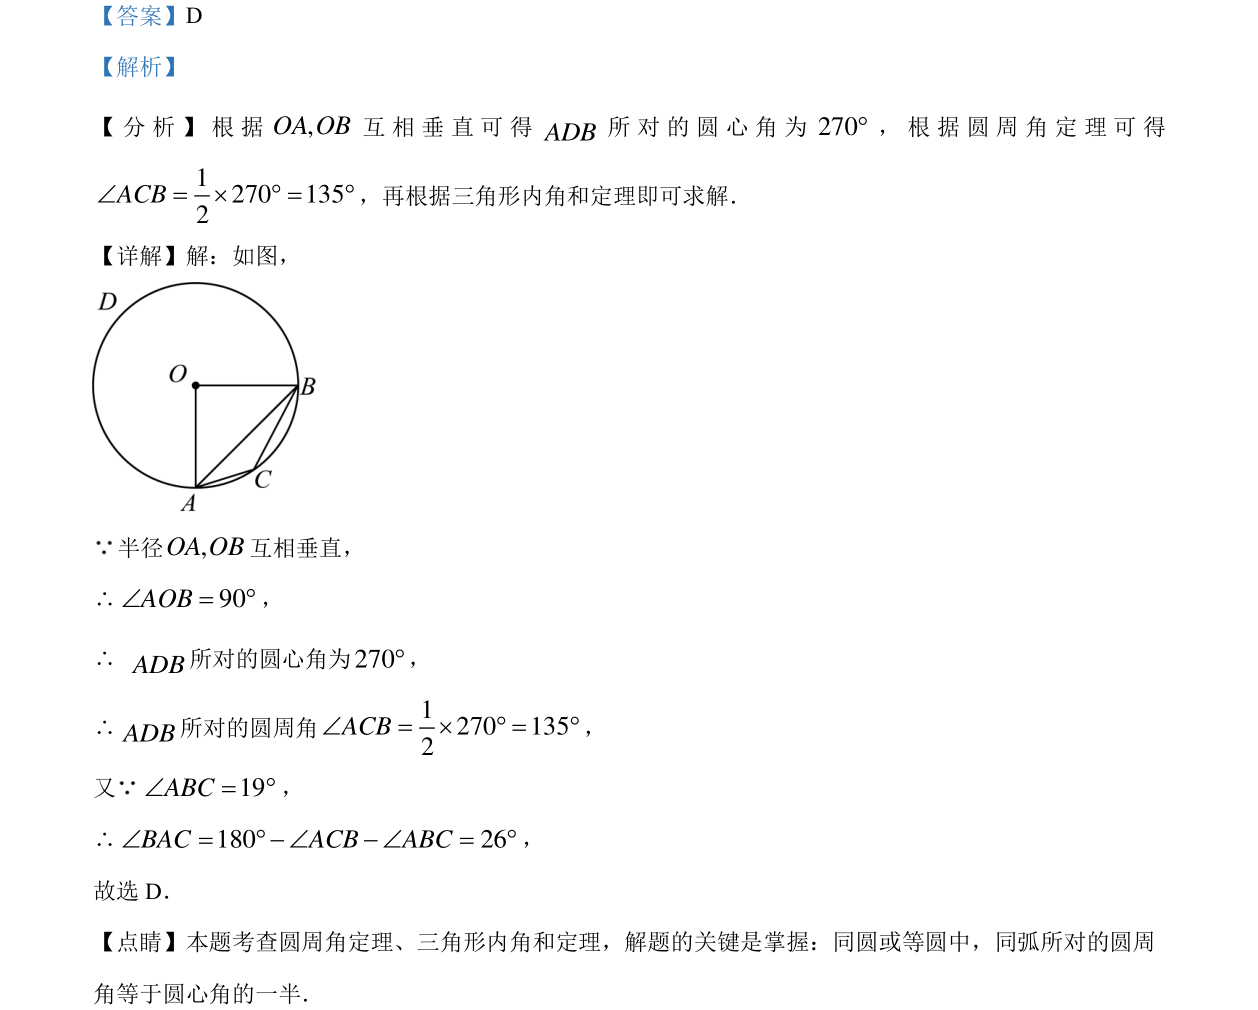 【答案】D
【解析】
【分析】根据 OA,OB 互相垂直可得 ADB 所对的圆心角为 270°，根据圆周角定理可得
∠ACB = 1/2 × 270° = 135°，再根据三角形内角和定理即可求解．
【详解】解：如图，
D
O
B
C
A
∵半径 OA,OB 互相垂直，
∴ ∠AOB = 90°，
∴ ADB 所对的圆心角为 270°，
∴ ADB 所对的圆周角 ∠ACB = 1/2 × 270° = 135°，
又∵ ∠ABC = 19°，
∴ ∠BAC = 180° − ∠ACB − ∠ABC = 26°，
故选 D．
【点睛】本题考查圆周角定理、三角形内角和定理，解题的关键是掌握：同圆或等圆中，同弧所对的圆周
角等于圆心角的一半．